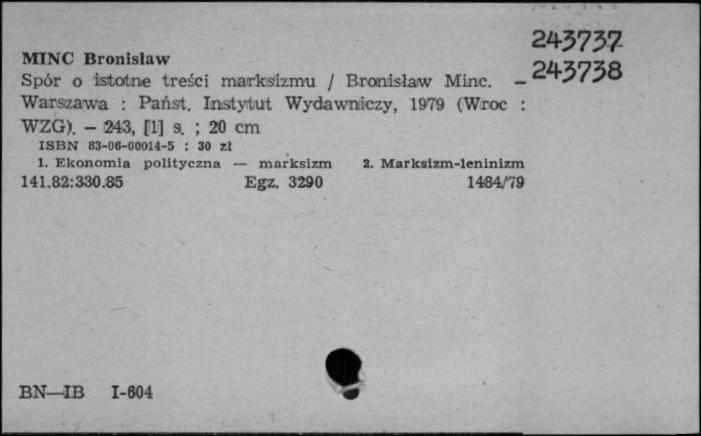 243737
MINC Bronisław
Spór o istotne treści marksizmu / Bronisław Minc. – 243738
Warszawa : Państ. Instytut Wydawniczy, 1979 (Wroc :
WZG). – 243, [1] s. ; 20 cm
ISBN 83-06-00014-5 : 30 zł
1. Ekonomia polityczna — marksizm 2. Marksizm-leninizm
141.82:330.85 Egz. 3290 1484/79
BN—IB I-604